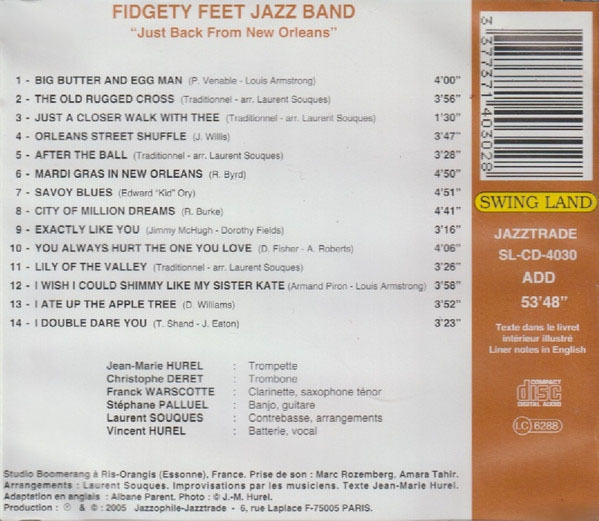 FIDGETY FEET JAZZ BAND
"Just Back From New Orleans"
1 - BIG BUTTER AND EGG MAN (P. Venable - Louis Armstrong) 4'00"
2 - THE OLD RUGGED CROSS (Traditionnel - arr. Laurent Souques) 3'56"
3 - JUST A CLOSER WALK WITH THEE (Traditionnel - arr. Laurent Souques) 1'30"
4 - ORLEANS STREET SHUFFLE (J. Willis) 3'47"
5 - AFTER THE BALL (Traditionnel - arr. Laurent Souques) 3'28"
6 - MARDI GRAS IN NEW ORLEANS (R. Byrd) 4'50"
7 - SAVOY BLUES (Edward "Kid" Ory) 4'51"
8 - CITY OF MILLION DREAMS (R. Burke) 4'41"
9 - EXACTLY LIKE YOU (Jimmy McHugh - Dorothy Fields) 3'16"
10 - YOU ALWAYS HURT THE ONE YOU LOVE (D. Fisher - A. Roberts) 4'06"
11 - LILY OF THE VALLEY (Traditionnel - arr. Laurent Souques) 3'26"
12 - I WISH I COULD SHIMMY LIKE MY SISTER KATE (Armand Piron - Louis Armstrong) 3'58"
13 - I ATE UP THE APPLE TREE (D. Williams) 3'52"
14 - I DOUBLE DARE YOU (T. Shand - J. Eaton) 3'23"
Jean-Marie HUREL : Trompette
Christophe DERET : Trombone
Franck WARSCOTTE : Clarinette, saxophone ténor
Stéphane PALLUEL : Banjo, guitare
Laurent SOUQUES : Contrebasse, arrangements
Vincent HUREL : Batterie, vocal
Studio Boomerang à Ris-Orangis (Essonne), France. Prise de son : Marc Rozemberg, Amara Tahir.
Arrangements : Laurent Souques. Improvisations par les musiciens. Texte Jean-Marie Hurel.
Adaptation en anglais : Albane Parent. Photo : © J.-M. Hurel.
Production : ℗ & © : 2005 Jazzophile-Jazztrade - 6, rue Laplace F-75005 PARIS.
3 377371 403028
SWING LAND
JAZZTRADE
SL-CD-4030
ADD
53'48"
Texte dans le livret
intérieur illustré
Liner notes in English
COMPACT
disc
DIGITAL AUDIO
LC 6288